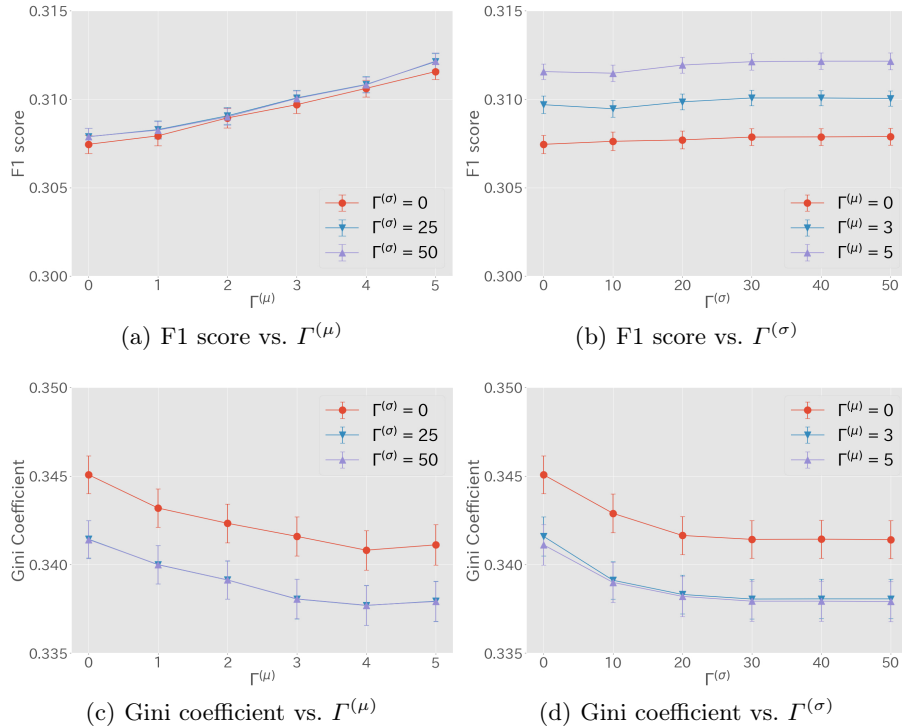 0.315
0.310
0.305
0.300
F1 score
0 1 2 3 4 5
Γ(μ)
Γ(σ) = 0
Γ(σ) = 25
Γ(σ) = 50
(a) F1 score vs. Γ(μ)
0.315
0.310
0.305
0.300
F1 score
0 10 20 30 40 50
Γ(σ)
Γ(μ) = 0
Γ(μ) = 3
Γ(μ) = 5
(b) F1 score vs. Γ(σ)
0.350
0.345
0.340
0.335
Gini Coefficient
0 1 2 3 4 5
Γ(μ)
Γ(σ) = 0
Γ(σ) = 25
Γ(σ) = 50
(c) Gini coefficient vs. Γ(μ)
0.350
0.345
0.340
0.335
Gini Coefficient
0 10 20 30 40 50
Γ(σ)
Γ(μ) = 0
Γ(μ) = 3
Γ(μ) = 5
(d) Gini coefficient vs. Γ(σ)